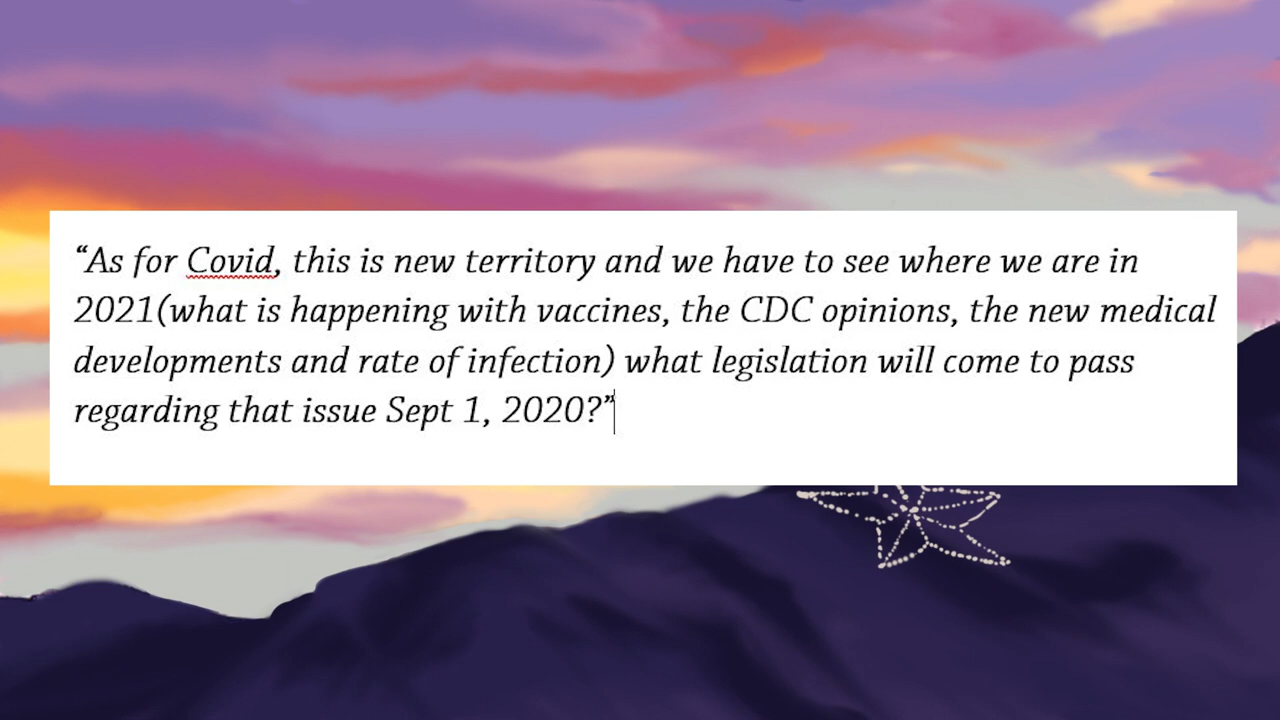 “As for Covid, this is new territory and we have to see where we are in
2021(what is happening with vaccines, the CDC opinions, the new medical
developments and rate of infection) what legislation will come to pass
regarding that issue Sept 1, 2020?”